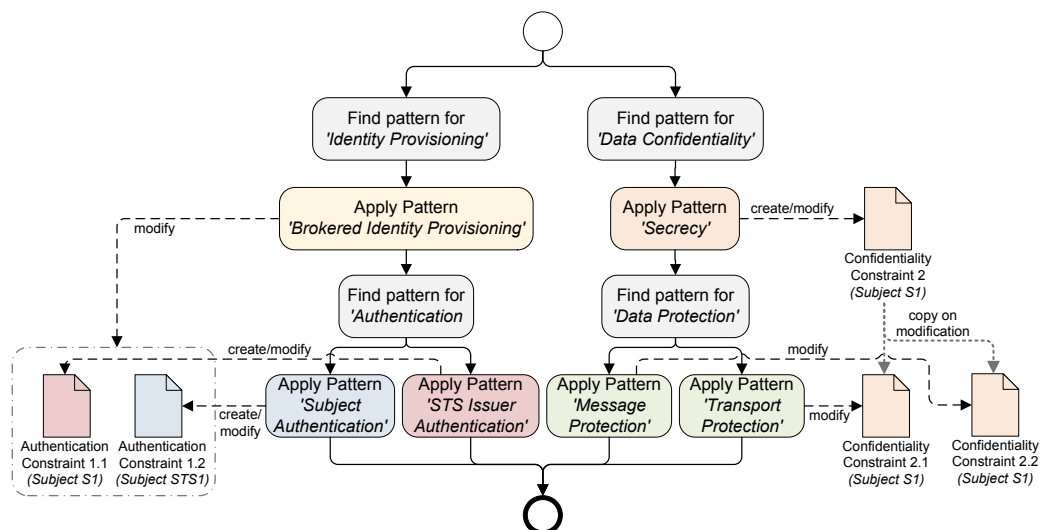 Find pattern for
'Identity Provisioning'
Find pattern for
'Data Confidentiality'
Apply Pattern
'Brokered Identity Provisioning'
Apply Pattern
'Secrecy'
create/modify
modify
Confidentiality
Constraint 2
(Subject S1)
Find pattern for
'Authentication
Find pattern for
'Data Protection'
copy on
modification
create/modify
modify
Apply Pattern
'Subject
Authentication'
Apply Pattern
'STS Issuer
Authentication'
Apply Pattern
'Message
Protection'
Apply Pattern
'Transport
Protection'
create/
modify
modify
Authentication
Constraint 1.1
(Subject S1)
Authentication
Constraint 1.2
(Subject STS1)
Confidentiality
Constraint 2.1
(Subject S1)
Confidentiality
Constraint 2.2
(Subject S1)